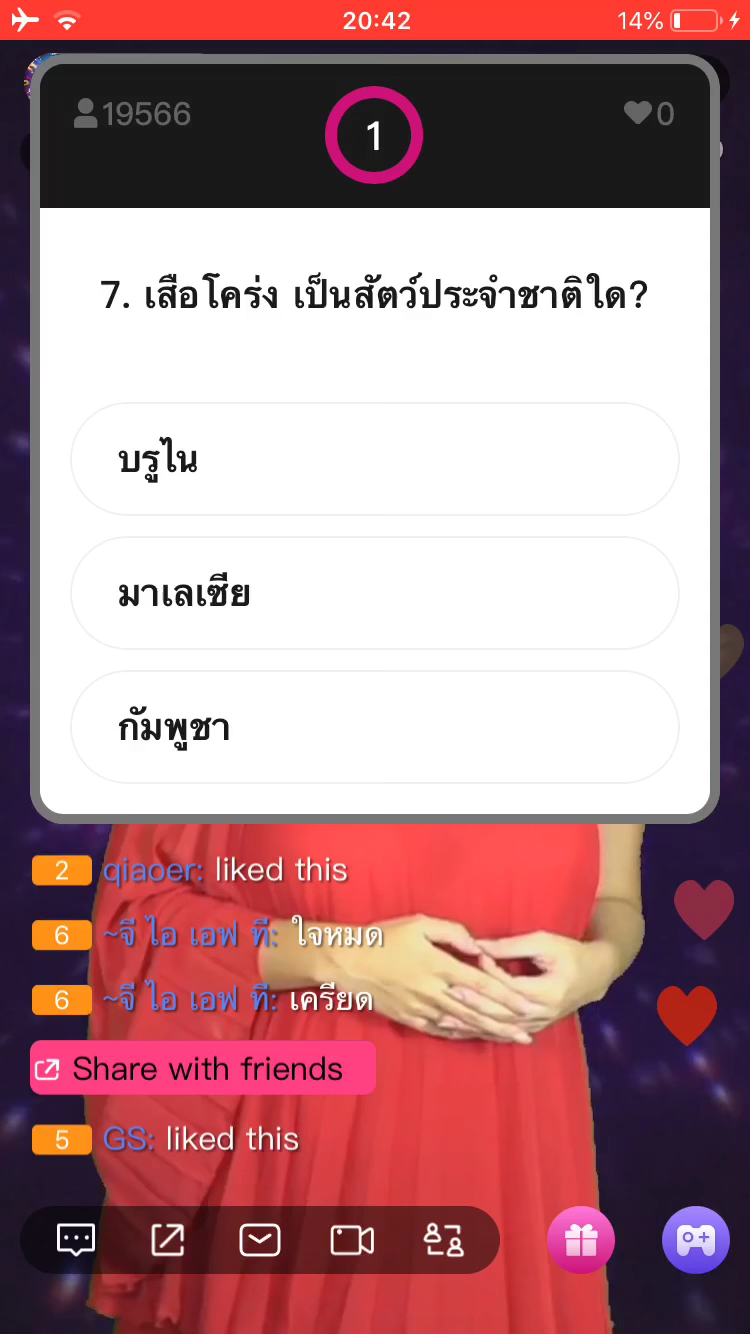 20:42
14%
19566
1
0
7. เสือโคร่ง เป็นสัตว์ประจำชาติใด?
บรูไน
มาเลเซีย
กัมพูชา
2 qiaoer: liked this
6 ~จี ไอ เอฟ ที: ใจหมด
6 ~จี ไอ เอฟ ที: เครียด
Share with friends
5 GS: liked this